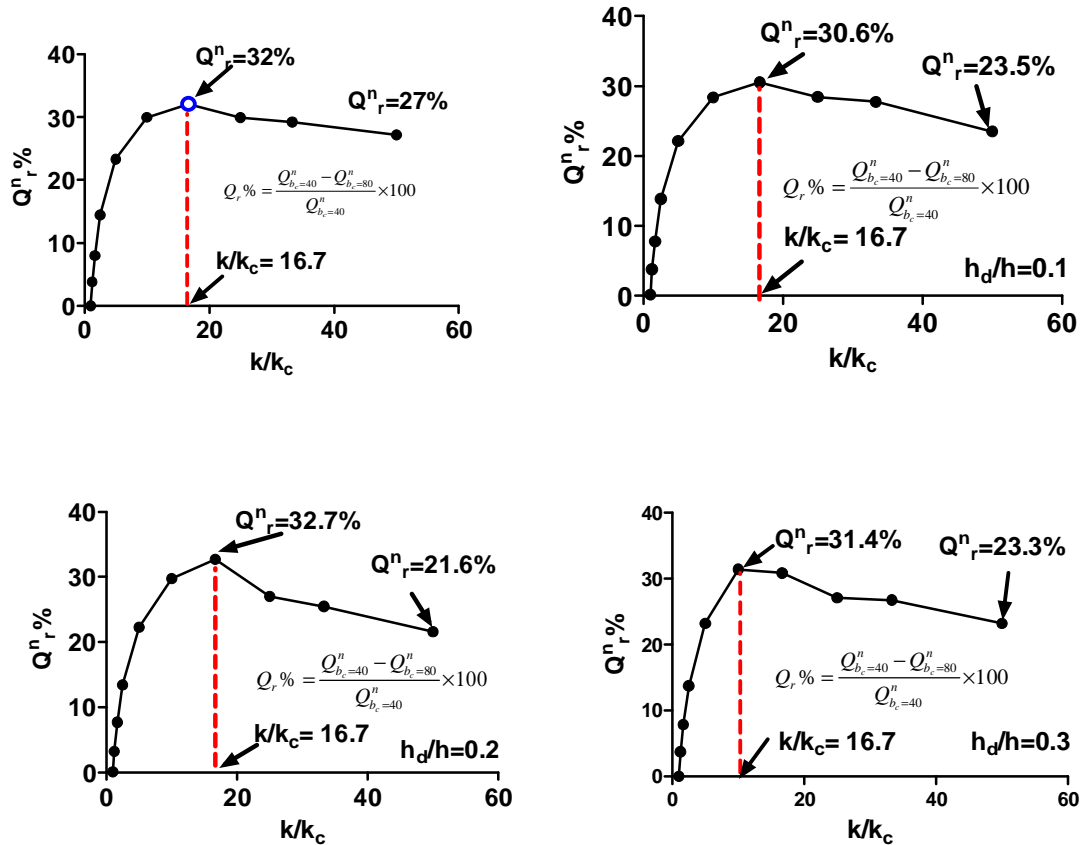 40
30
20
10
0
Q^n_r%
Q^n_r=32%
Q^n_r=27%
Q_r% = (Q^n_{b_c=40} − Q^n_{b_c=80}) / Q^n_{b_c=40} ×100
k/k_c= 16.7
0 20 40 60
k/k_c
40
30
20
10
0
Q^n_r%
Q^n_r=30.6%
Q^n_r=23.5%
Q_r% = (Q^n_{b_c=40} − Q^n_{b_c=80}) / Q^n_{b_c=40} ×100
k/k_c= 16.7
h_d/h=0.1
0 20 40 60
k/k_c
40
30
20
10
0
Q^n_r%
Q^n_r=32.7%
Q^n_r=21.6%
Q_r% = (Q^n_{b_c=40} − Q^n_{b_c=80}) / Q^n_{b_c=40} ×100
k/k_c= 16.7
h_d/h=0.2
0 20 40 60
k/k_c
40
30
20
10
0
Q^n_r%
Q^n_r=31.4%
Q^n_r=23.3%
Q_r% = (Q^n_{b_c=40} − Q^n_{b_c=80}) / Q^n_{b_c=40} ×100
k/k_c= 16.7
h_d/h=0.3
0 20 40 60
k/k_c